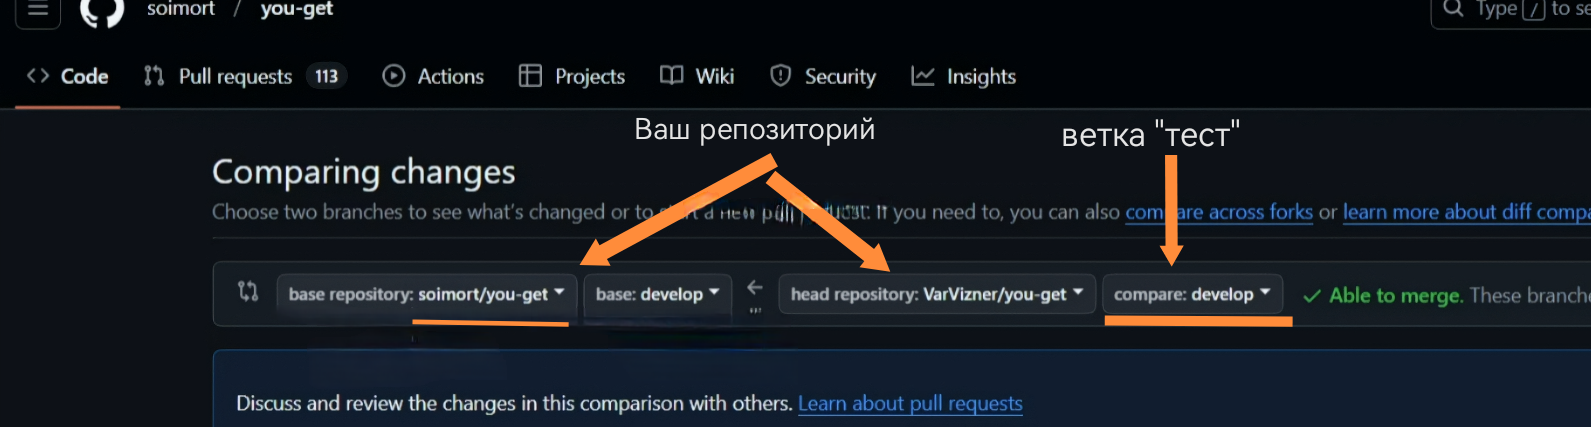 soimort / you-get
Type / to se
Code Pull requests 113 Actions Projects Wiki Security Insights
Ваш репозиторий
ветка "тест"
Comparing changes
Choose two branches to see what's changed or to start a new pull request. If you need to, you can also compare across forks or learn more about diff compa
base repository: soimort/you-get base: develop ← head repository: VarVizner/you-get compare: develop ✓ Able to merge. These branche
Discuss and review the changes in this comparison with others. Learn about pull requests